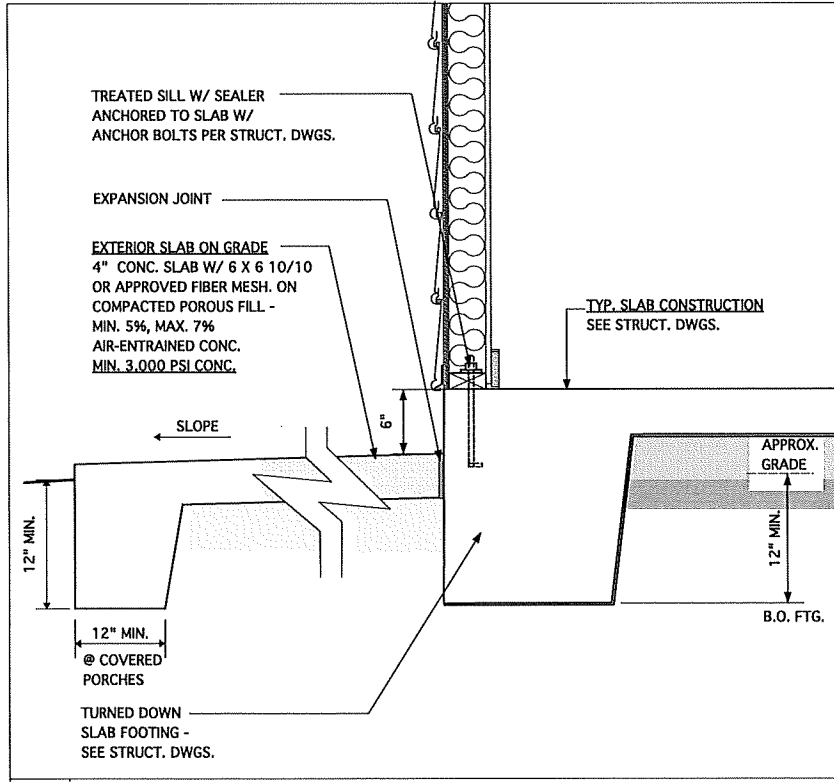 TREATED SILL W/ SEALER
ANCHORED TO SLAB W/
ANCHOR BOLTS PER STRUCT. DWGS.
EXPANSION JOINT
EXTERIOR SLAB ON GRADE
4" CONC. SLAB W/ 6 X 6 10/10
OR APPROVED FIBER MESH. ON
COMPACTED POROUS FILL -
MIN. 5%, MAX. 7%
AIR-ENTRAINED CONC.
MIN. 3,000 PSI CONC.
TYP. SLAB CONSTRUCTION
SEE STRUCT. DWGS.
6"
SLOPE
APPROX.
GRADE
12" MIN.
12" MIN.
B.O. FTG.
12" MIN.
@ COVERED
PORCHES
TURNED DOWN
SLAB FOOTING -
SEE STRUCT. DWGS.